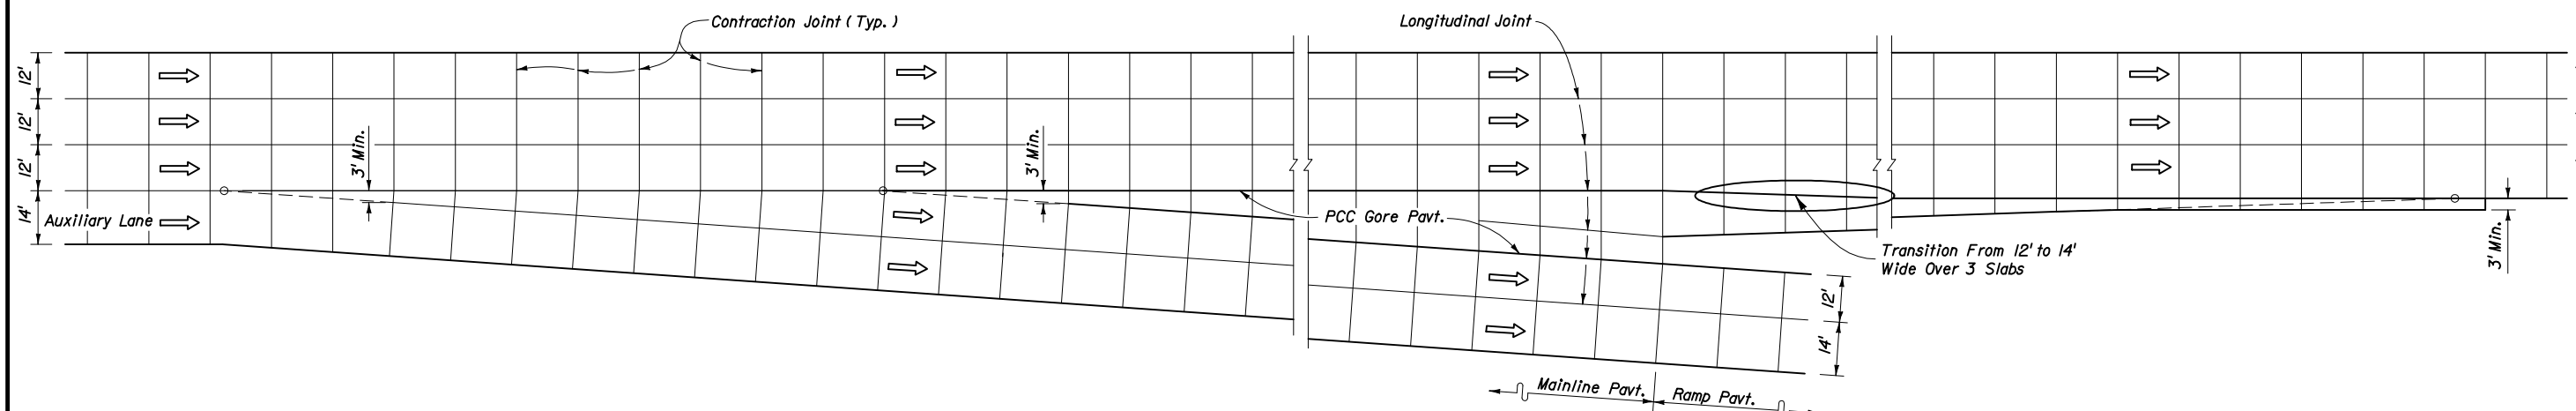 Contraction Joint ( Typ. )
Longitudinal Joint
12'
12'
12'
14'
3' Min.
3' Min.
Auxiliary Lane
PCC Gore Pavt.
Transition From 12' to 14'
Wide Over 3 Slabs
3' Min.
12'
14'
Mainline Pavt.
Ramp Pavt.